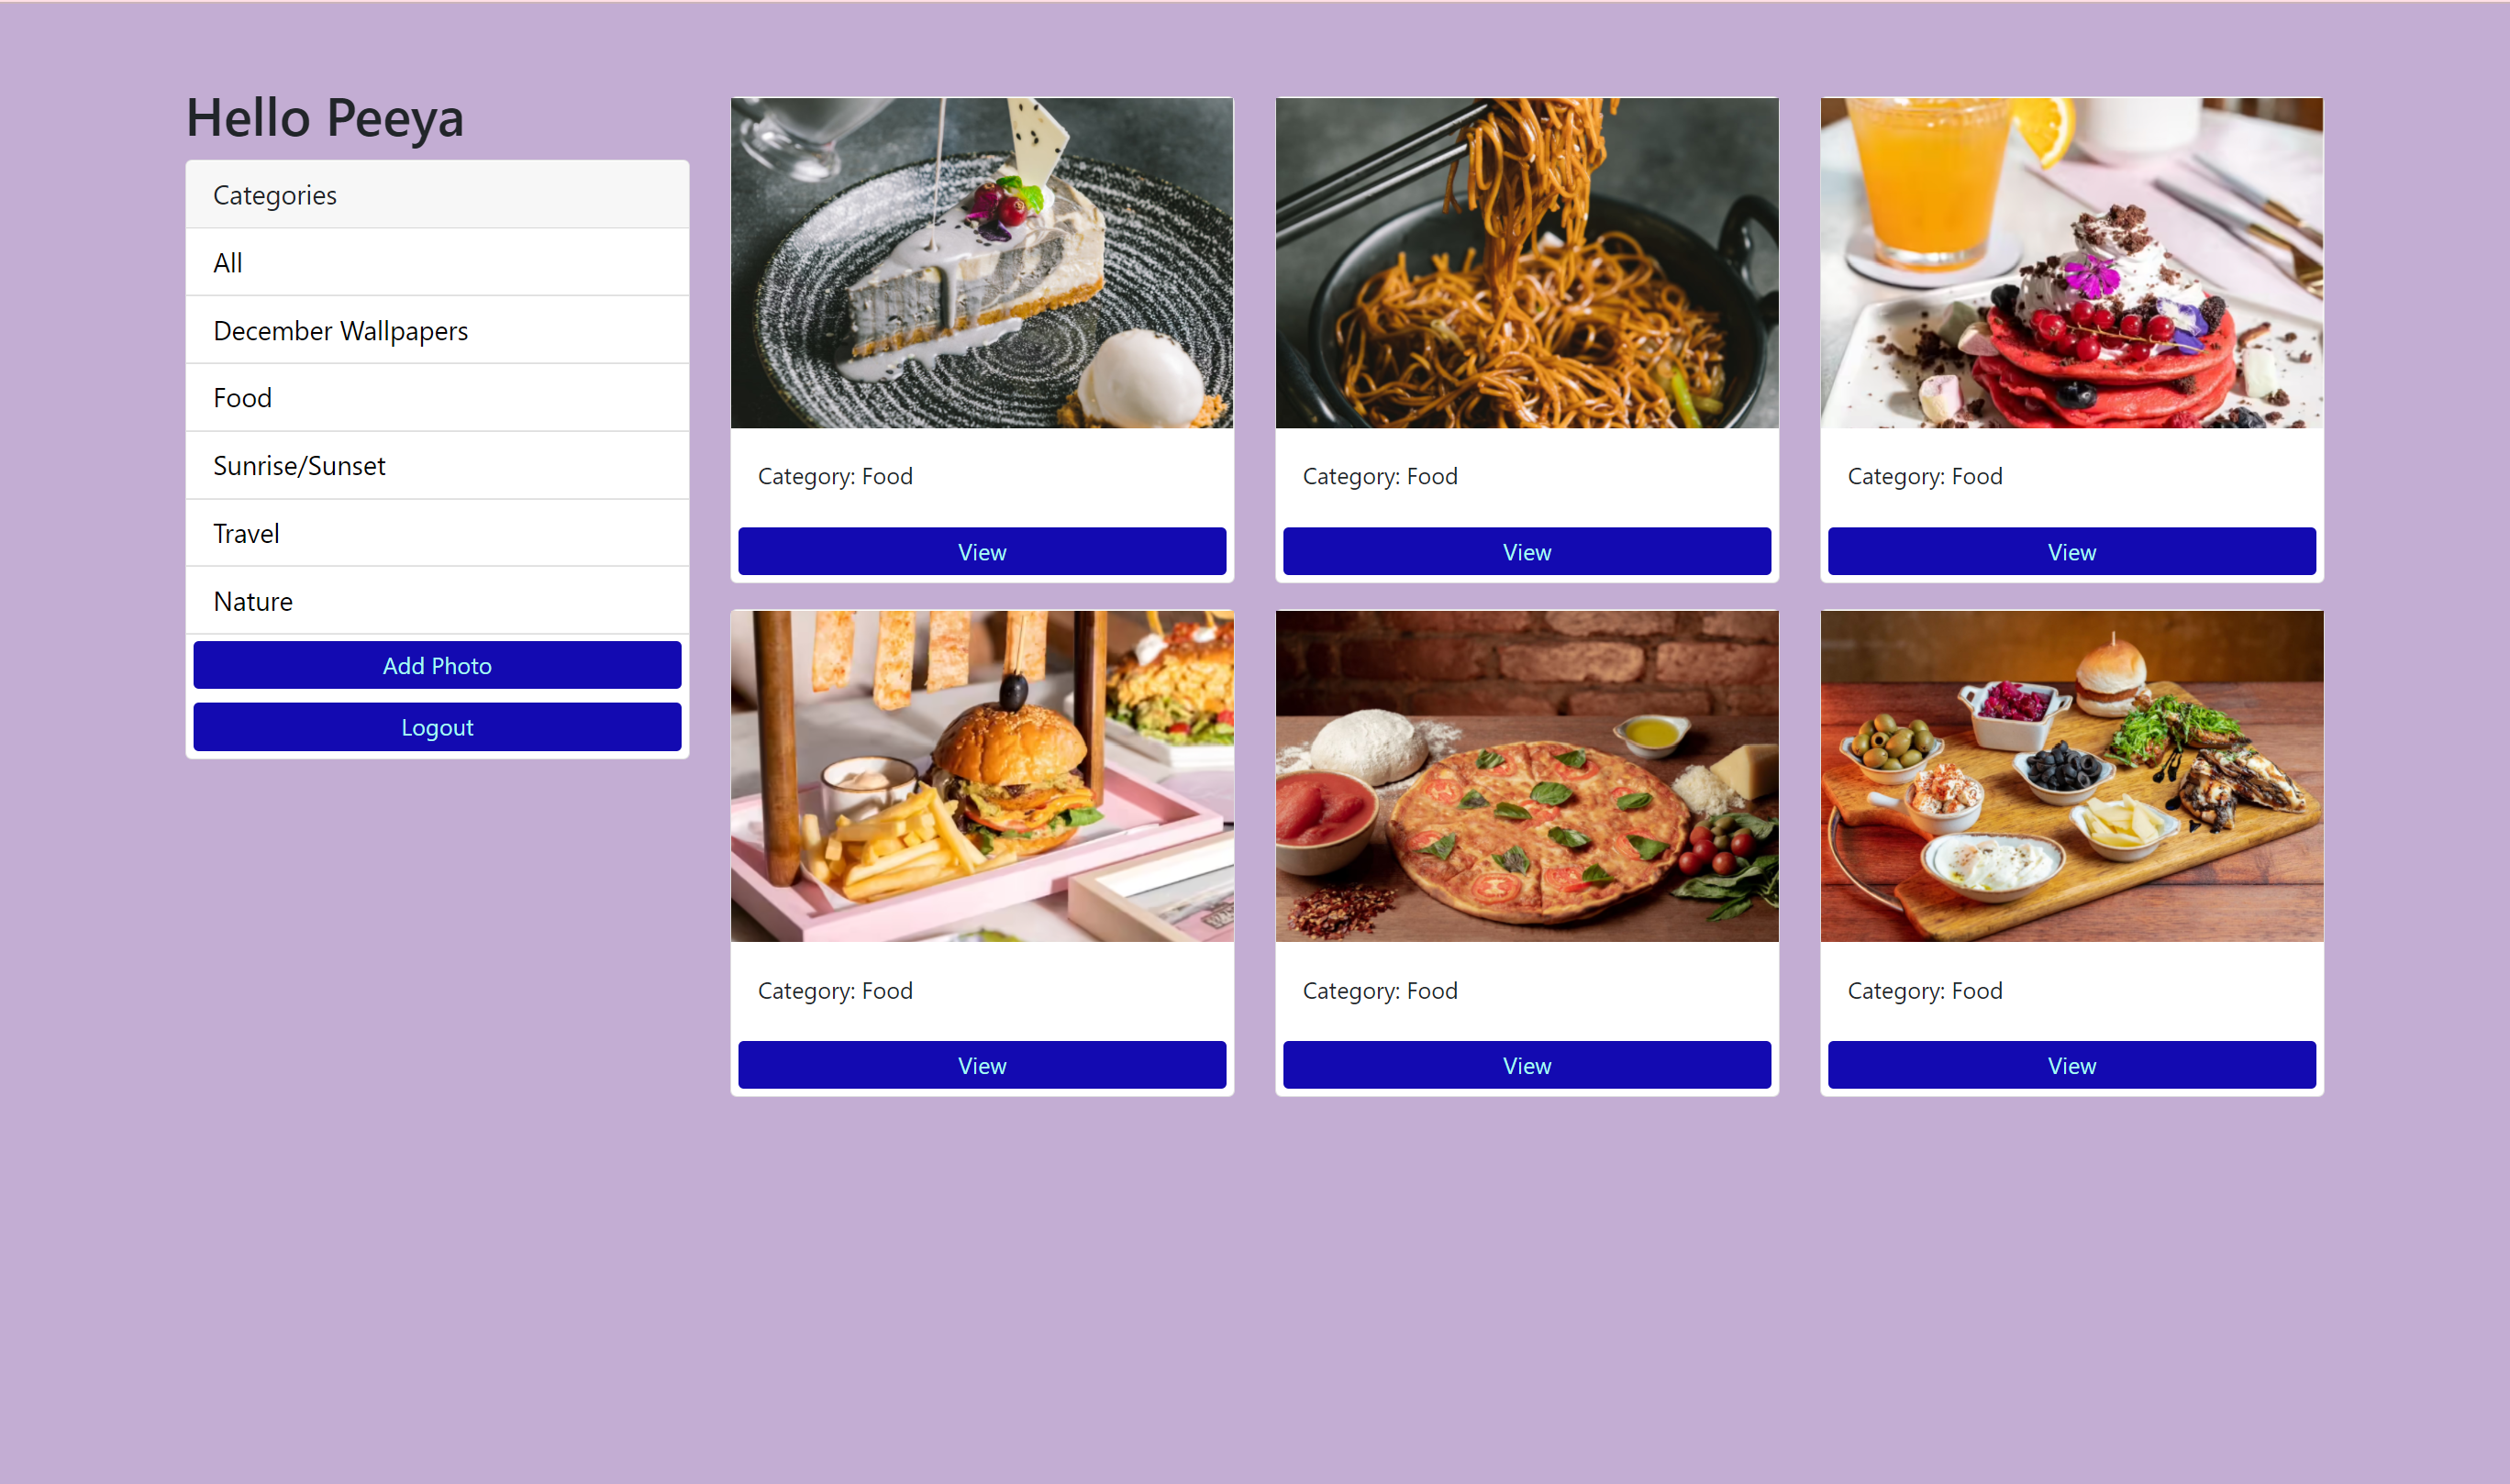 Hello Peeya
Categories
All
December Wallpapers
Food
Sunrise/Sunset
Travel
Nature
Add Photo
Logout
Category: Food
View
Category: Food
View
Category: Food
View
Category: Food
View
Category: Food
View
Category: Food
View